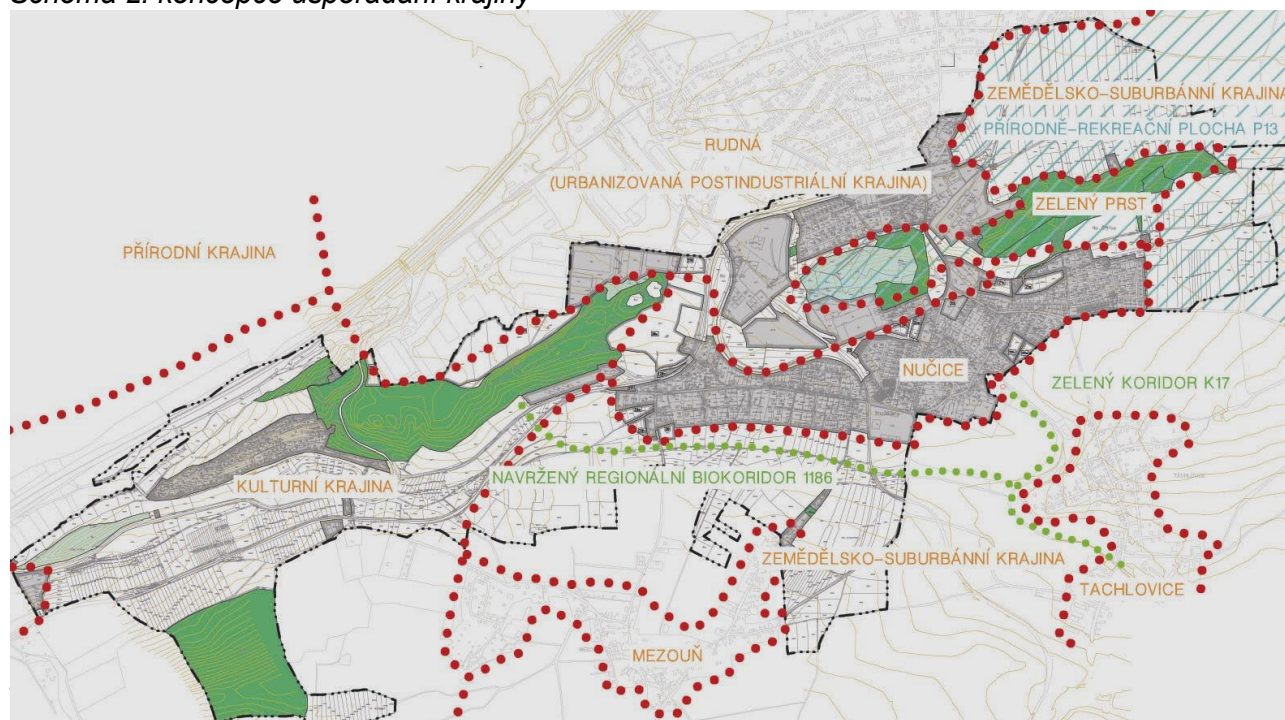 Schéma 2: koncepce uspořádání krajiny
ZEMĚDĚLSKO-SUBURBÁNNÍ KRAJINA
PŘÍRODNĚ-REKREAČNÍ PLOCHA P13
RUDNÁ
(URBANIZOVANÁ POSTINDUSTRIÁLNÍ KRAJINA)
ZELENÝ PRST
PŘÍRODNÍ KRAJINA
NUČICE
ZELENÝ KORIDOR K17
NAVRŽENÝ REGIONÁLNÍ BIOKORIDOR 1186
KULTURNÍ KRAJINA
ZEMĚDĚLSKO-SUBURBÁNNÍ KRAJINA
TACHLOVICE
MEZOUŇ